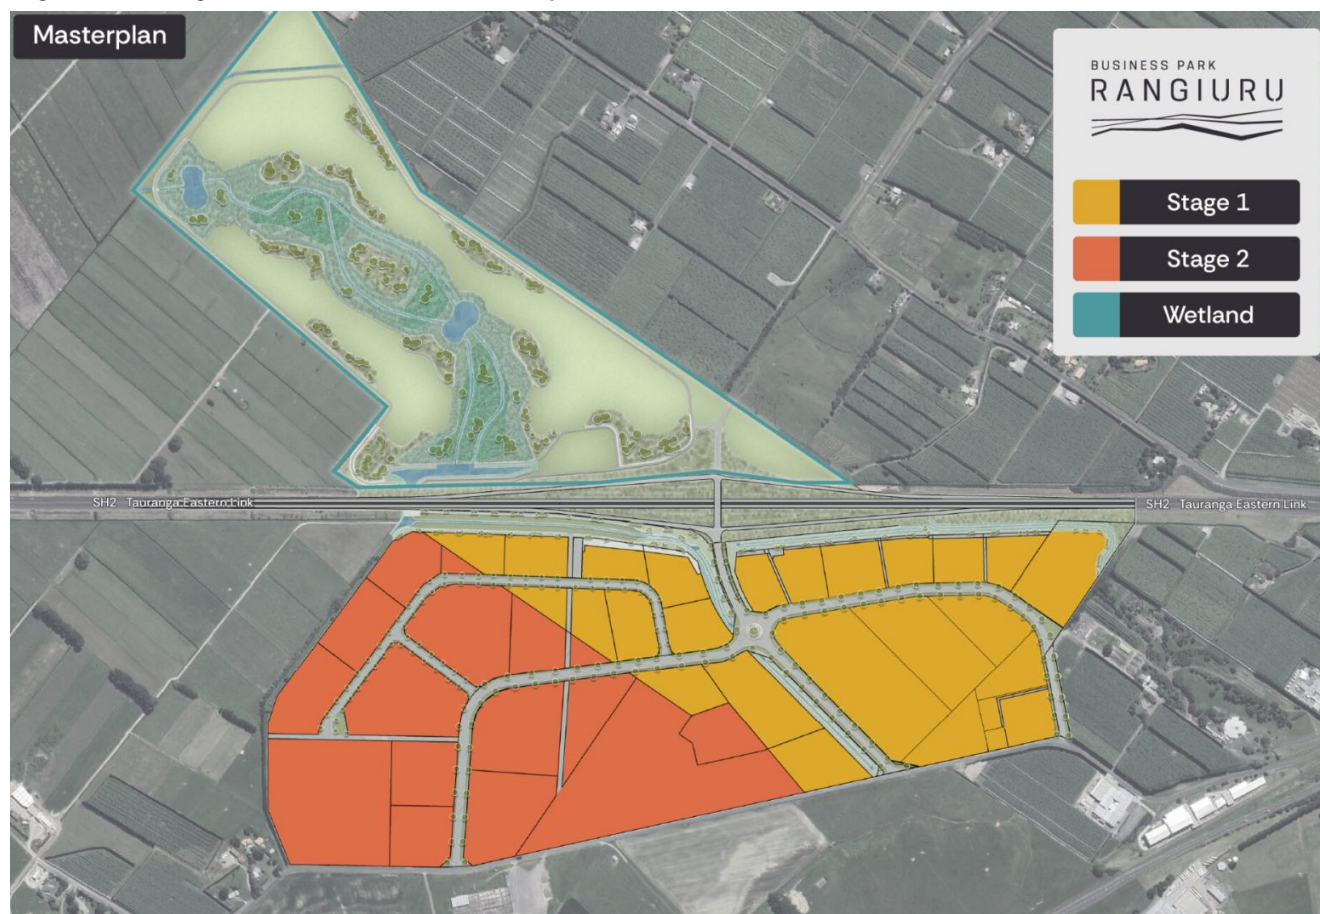 Masterplan
BUSINESS PARK
RANGIURU
Stage 1
Stage 2
Wetland
SH2 Tauranga Eastern Link
SH2 Tauranga Eastern Link